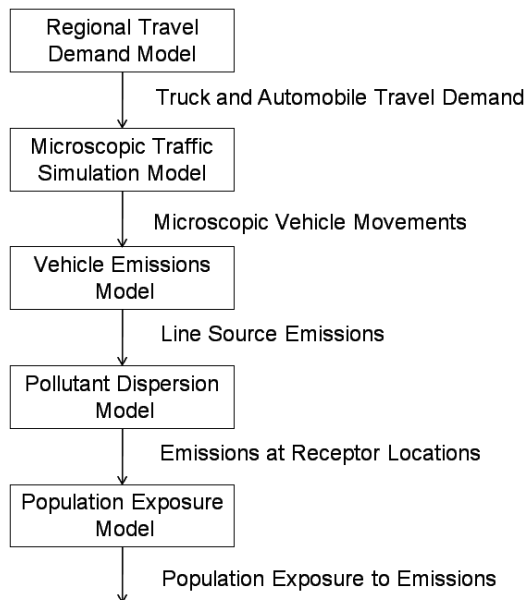 Regional Travel
Demand Model
Truck and Automobile Travel Demand
Microscopic Traffic
Simulation Model
Microscopic Vehicle Movements
Vehicle Emissions
Model
Line Source Emissions
Pollutant Dispersion
Model
Emissions at Receptor Locations
Population Exposure
Model
Population Exposure to Emissions